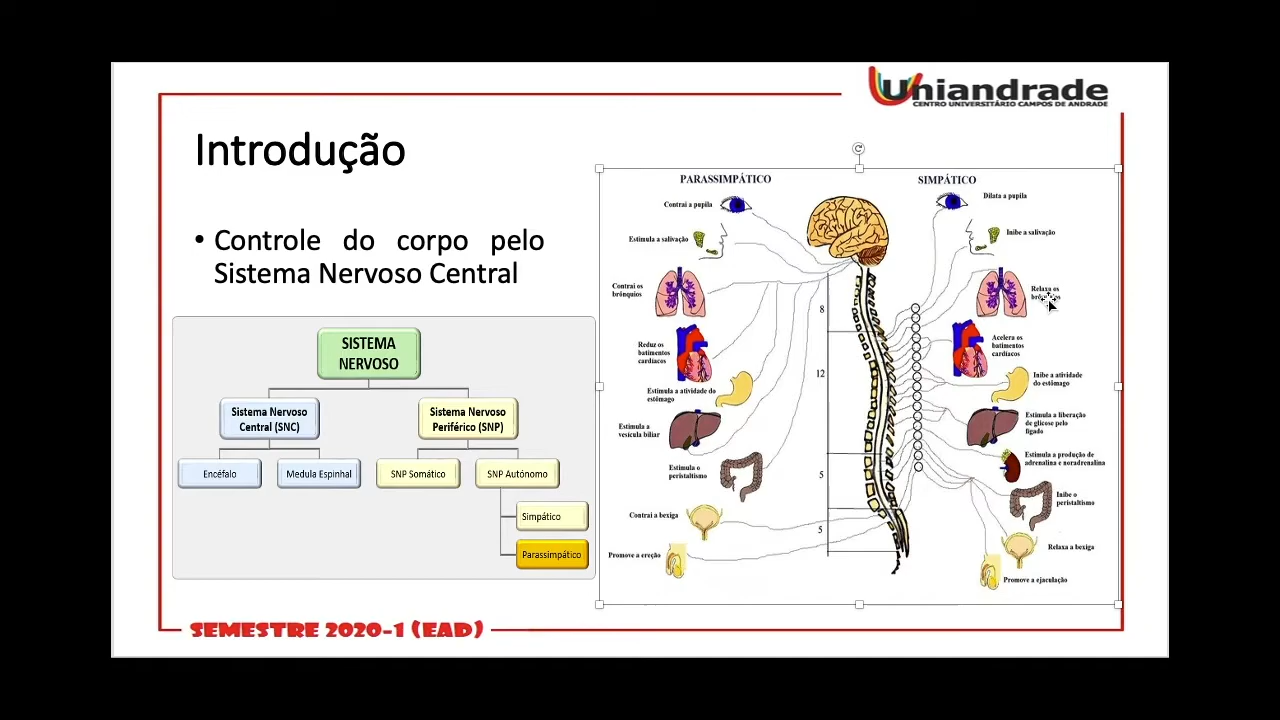 Uniandrade
CENTRO UNIVERSITÁRIO CAMPOS DE ANDRADE
Introdução
• Controle do corpo pelo
Sistema Nervoso Central
SISTEMA
NERVOSO
Sistema Nervoso
Central (SNC)
Sistema Nervoso
Periférico (SNP)
Encéfalo
Medula Espinhal
SNP Somático
SNP Autónomo
Simpático
Parassimpático
PARASSIMPÁTICO
Contrai a pupila
Estimula a salivação
Contrai os
brônquios
Reduz os
batimentos
cardíacos
Estimula a atividade do
estômago
Estimula a
vesícula biliar
Estimula o
peristaltismo
Contrai a bexiga
Promove a ereção
8
12
5
5
SIMPÁTICO
Dilata a pupila
Inibe a salivação
Relaxa os
Acelera os
batimentos
cardíacos
Inibe a atividade
do estômago
Estimula a liberação
de glicose pelo
fígado
Estimula a produção de
adrenalina e noradrenalina
Inibe o
peristaltismo
Relaxa a bexiga
Promove a ejaculação
SEMESTRE 2020-1 (EAD)